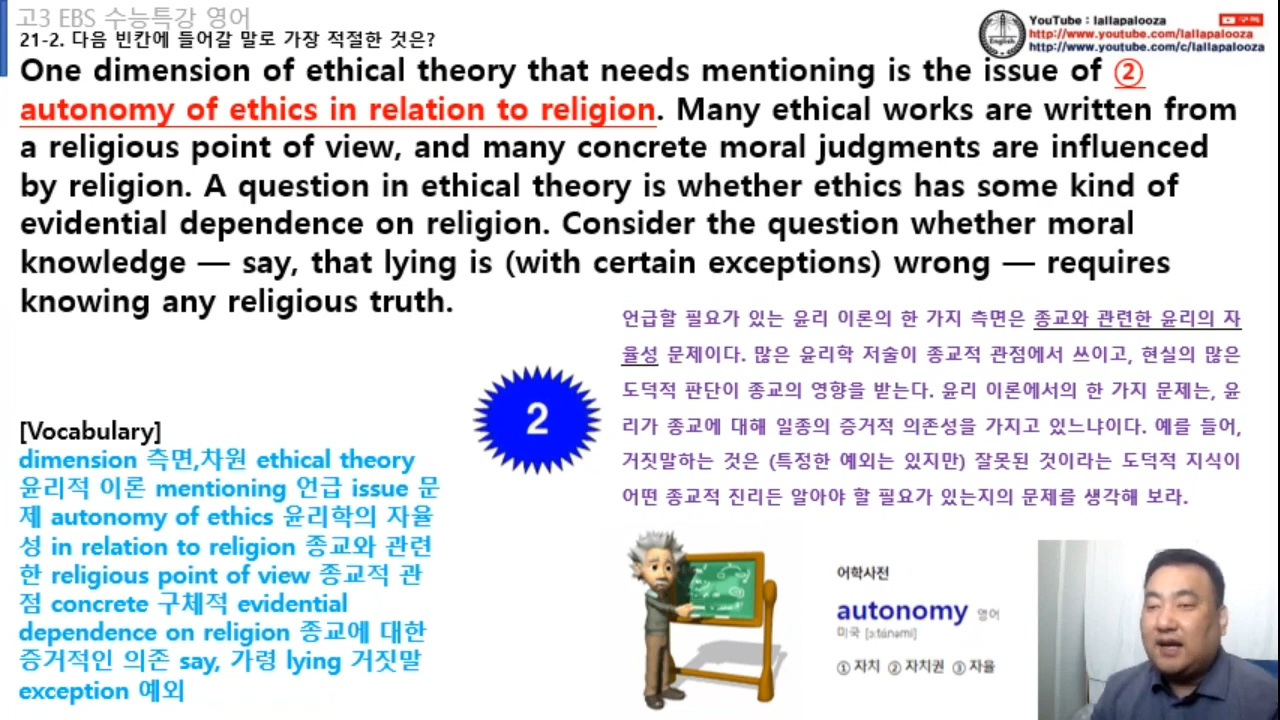 고3 EBS 수능특강 영어
21-2. 다음 빈칸에 들어갈 말로 가장 적절한 것은?
YouTube : lallapalooza
구독
http://www.youtube.com/lallapalooza
http://www.youtube.com/c/lallapalooza
English
One dimension of ethical theory that needs mentioning is the issue of ②
autonomy of ethics in relation to religion. Many ethical works are written from
a religious point of view, and many concrete moral judgments are influenced
by religion. A question in ethical theory is whether ethics has some kind of
evidential dependence on religion. Consider the question whether moral
knowledge — say, that lying is (with certain exceptions) wrong — requires
knowing any religious truth.
언급할 필요가 있는 윤리 이론의 한 가지 측면은 종교와 관련한 윤리의 자
율성 문제이다. 많은 윤리학 저술이 종교적 관점에서 쓰이고, 현실의 많은
도덕적 판단이 종교의 영향을 받는다. 윤리 이론에서의 한 가지 문제는, 윤
리가 종교에 대해 일종의 증거적 의존성을 가지고 있느냐이다. 예를 들어,
거짓말하는 것은 (특정한 예외는 있지만) 잘못된 것이라는 도덕적 지식이
어떤 종교적 진리든 알아야 할 필요가 있는지의 문제를 생각해 보라.
2
[Vocabulary]
dimension 측면,차원 ethical theory
윤리적 이론 mentioning 언급 issue 문
제 autonomy of ethics 윤리학의 자율
성 in relation to religion 종교와 관련
한 religious point of view 종교적 관
점 concrete 구체적 evidential
dependence on religion 종교에 대한
증거적인 의존 say, 가령 lying 거짓말
exception 예외
어학사전
autonomy 영어
미국 [ɔːtάnəmi]
① 자치 ② 자치권 ③ 자율